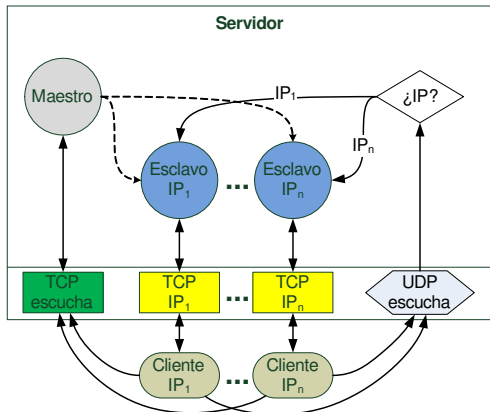 Servidor
Maestro
IP₁
¿IP?
IPₙ
Esclavo
IP₁
...
Esclavo
IPₙ
TCP
escucha
TCP
IP₁
...
TCP
IPₙ
UDP
escucha
Cliente
IP₁
...
Cliente
IPₙ